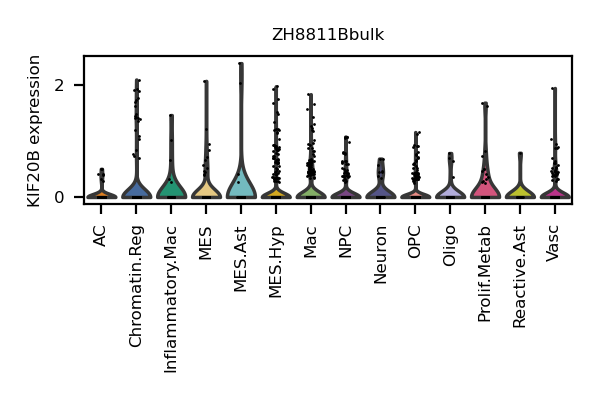 ZH8811Bbulk
KIF20B expression
2
0
AC
Chromatin.Reg
Inflammatory.Mac
MES
MES.Ast
MES.Hyp
Mac
NPC
Neuron
OPC
Oligo
Prolif.Metab
Reactive.Ast
Vasc